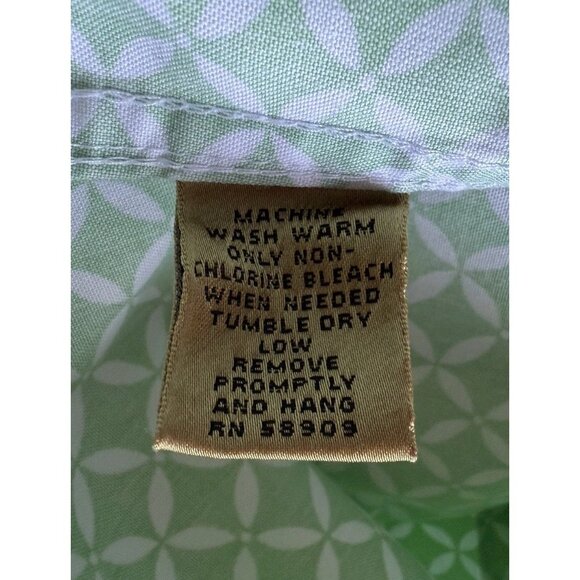 MACHINE
WASH WARM
ONLY NON-
CHLORINE BLEACH
WHEN NEEDED
TUMBLE DRY
LOW
REMOVE
PROMPTLY
AND HANG
RN 58909